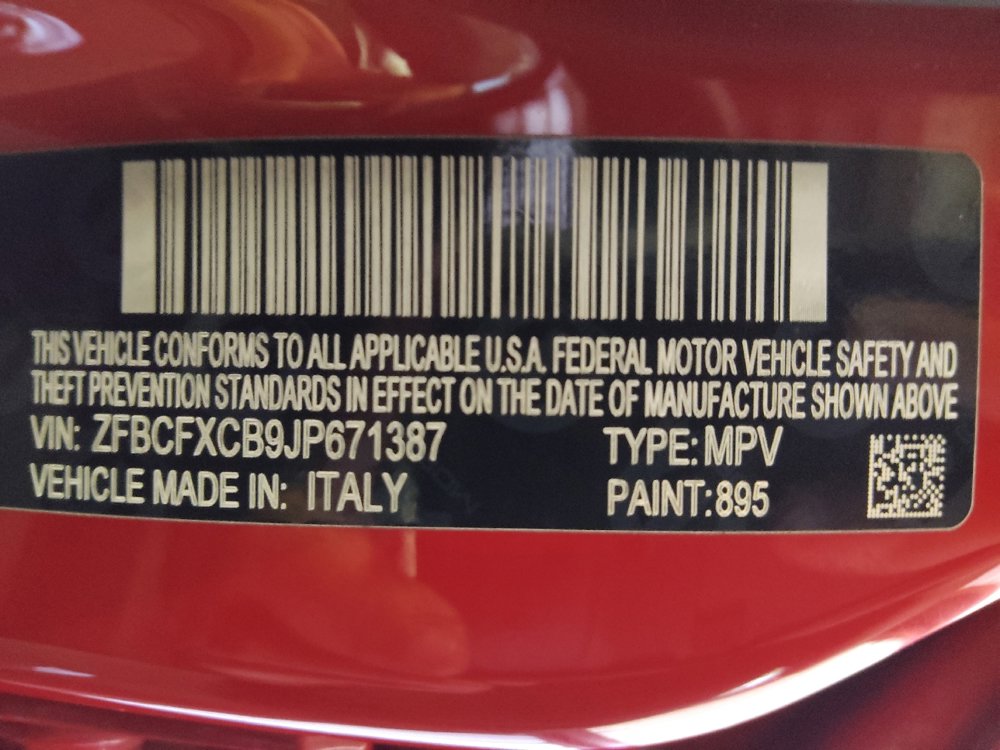 THIS VEHICLE CONFORMS TO ALL APPLICABLE U.S.A. FEDERAL MOTOR VEHICLE SAFETY AND
THEFT PREVENTION STANDARDS IN EFFECT ON THE DATE OF MANUFACTURE SHOWN ABOVE
VIN: ZFBCFXCB9JP671387 TYPE: MPV
VEHICLE MADE IN: ITALY PAINT: 895